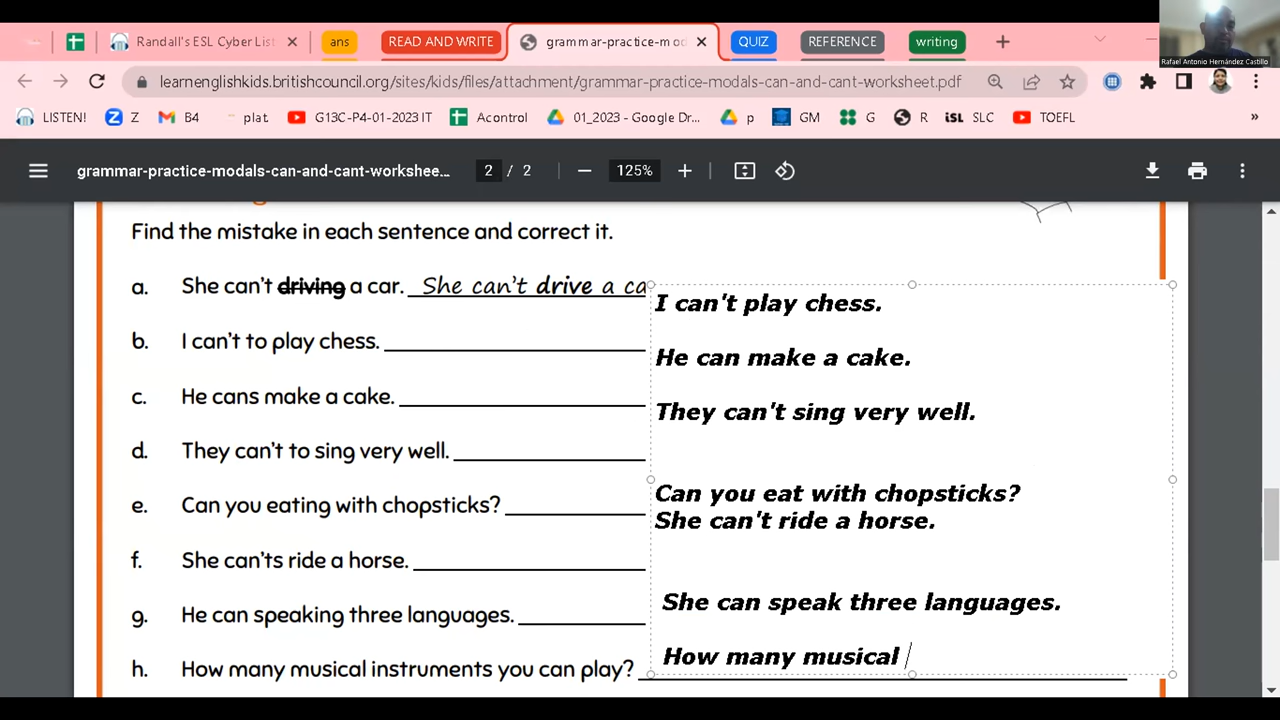 Randall's ESL Cyber List
ans
READ AND WRITE
grammar-practice-mod
QUIZ
REFERENCE
writing
Rafael Antonio Hernández Castillo
learnenglishkids.britishcouncil.org/sites/kids/files/attachment/grammar-practice-modals-can-and-cant-worksheet.pdf
LISTEN! Z B4 plat. G13C-P4-01-2023 IT Acontrol 01_2023 - Google Dr... p GM G R iSL SLC TOEFL »
grammar-practice-modals-can-and-cant-workshee... 2 / 2 125%
Find the mistake in each sentence and correct it.
a. She can't driving a car. She can't drive a ca
I can't play chess.
b. I can't to play chess.
He can make a cake.
c. He cans make a cake.
They can't sing very well.
d. They can't to sing very well.
Can you eat with chopsticks?
e. Can you eating with chopsticks?
She can't ride a horse.
f. She can'ts ride a horse.
She can speak three languages.
g. He can speaking three languages.
How many musical
h. How many musical instruments you can play?